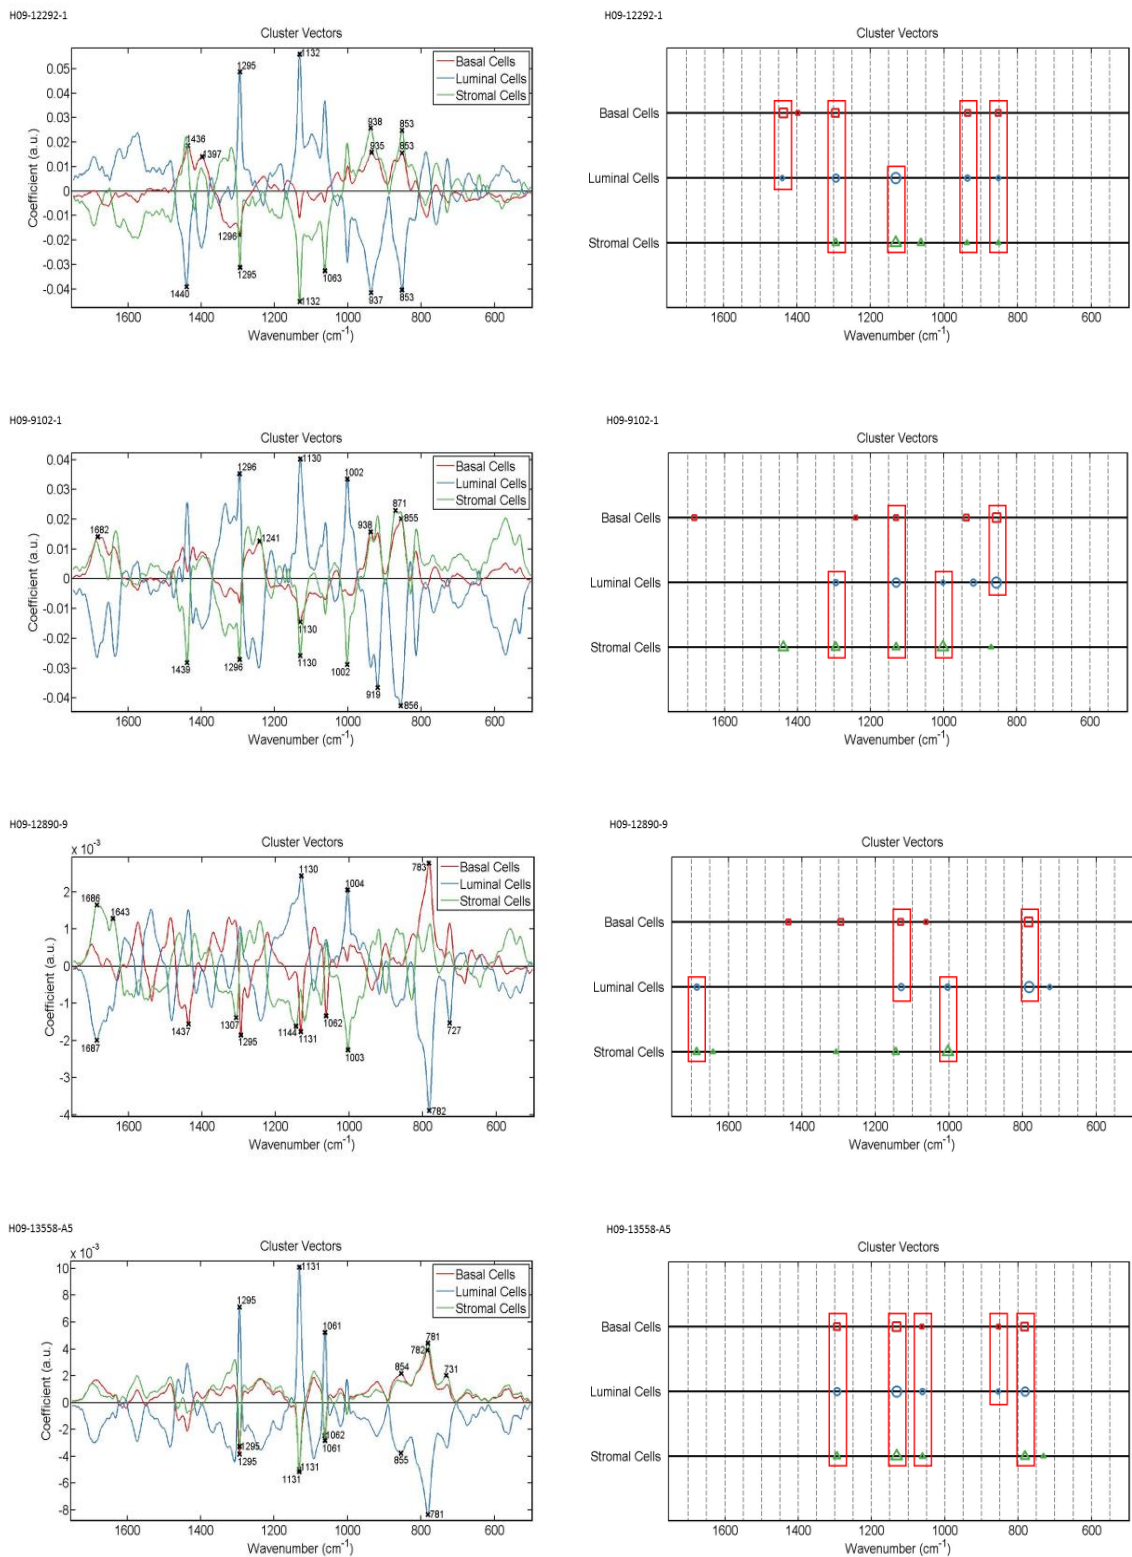 H09-12292-1
Cluster Vectors
Coefficient (a.u.)
0.05
0.04
0.03
0.02
0.01
0
-0.01
-0.02
-0.03
-0.04
Basal Cells
Luminal Cells
Stromal Cells
1132
1295
1436
1397
938
935
853
853
1296
1295
1063
1440
1132
937
853
1600 1400 1200 1000 800 600
Wavenumber (cm-1)
H09-12292-1
Cluster Vectors
Basal Cells
Luminal Cells
Stromal Cells
1600 1400 1200 1000 800 600
Wavenumber (cm-1)
H09-9102-1
Cluster Vectors
Coefficient (a.u.)
0.04
0.03
0.02
0.01
0
-0.01
-0.02
-0.03
-0.04
Basal Cells
Luminal Cells
Stromal Cells
1296
1130
1002
1682
1241
938
871
855
1130
1439
1296
1130
1002
919
856
1600 1400 1200 1000 800 600
Wavenumber (cm-1)
H09-9102-1
Cluster Vectors
Basal Cells
Luminal Cells
Stromal Cells
1600 1400 1200 1000 800 600
Wavenumber (cm-1)
H09-12890-9
Cluster Vectors
x 10-3
Coefficient (a.u.)
2
1
0
-1
-2
-3
-4
Basal Cells
Luminal Cells
Stromal Cells
783
1130
1004
1686
1643
1437
1307
1295
1144
1131
1062
1003
727
1687
782
1600 1400 1200 1000 800 600
Wavenumber (cm-1)
H09-12890-9
Cluster Vectors
Basal Cells
Luminal Cells
Stromal Cells
1600 1400 1200 1000 800 600
Wavenumber (cm-1)
H09-13558-A5
Cluster Vectors
x 10-3
Coefficient (a.u.)
10
8
6
4
2
0
-2
-4
-6
-8
Basal Cells
Luminal Cells
Stromal Cells
1131
1295
1061
854
781
782
731
1295
1295
1062
1061
1131
1131
855
781
1600 1400 1200 1000 800 600
Wavenumber (cm-1)
H09-13558-A5
Cluster Vectors
Basal Cells
Luminal Cells
Stromal Cells
1600 1400 1200 1000 800 600
Wavenumber (cm-1)